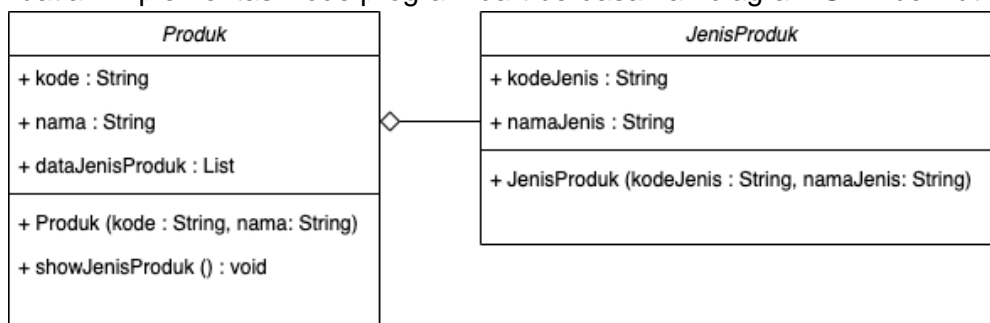 Produk
+ kode : String
+ nama : String
+ dataJenisProduk : List
+ Produk (kode : String, nama: String)
+ showJenisProduk () : void
JenisProduk
+ kodeJenis : String
+ namaJenis : String
+ JenisProduk (kodeJenis : String, namaJenis: String)